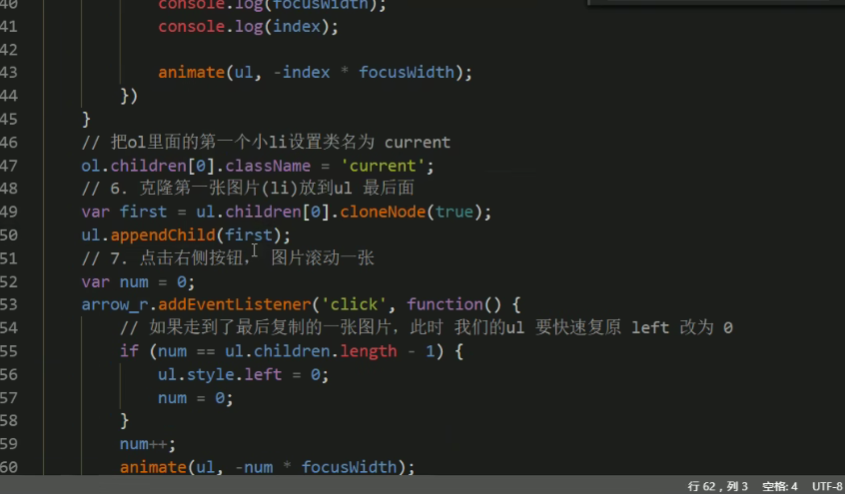 40 console.log(focusWidth);
41 console.log(index);
42
43 animate(ul, -index * focusWidth);
44 })
45 }
46 // 把ol里面的第一个小li设置类名为 current
47 ol.children[0].className = 'current';
48 // 6. 克隆第一张图片(li)放到ul 最后面
49 var first = ul.children[0].cloneNode(true);
50 ul.appendChild(first);
51 // 7. 点击右侧按钮， 图片滚动一张
52 var num = 0;
53 arrow_r.addEventListener('click', function() {
54 // 如果走到了最后复制的一张图片，此时 我们的ul 要快速复原 left 改为 0
55 if (num == ul.children.length - 1) {
56 ul.style.left = 0;
57 num = 0;
58 }
59 num++;
60 animate(ul, -num * focusWidth);
行 62，列 3 空格: 4 UTF-8